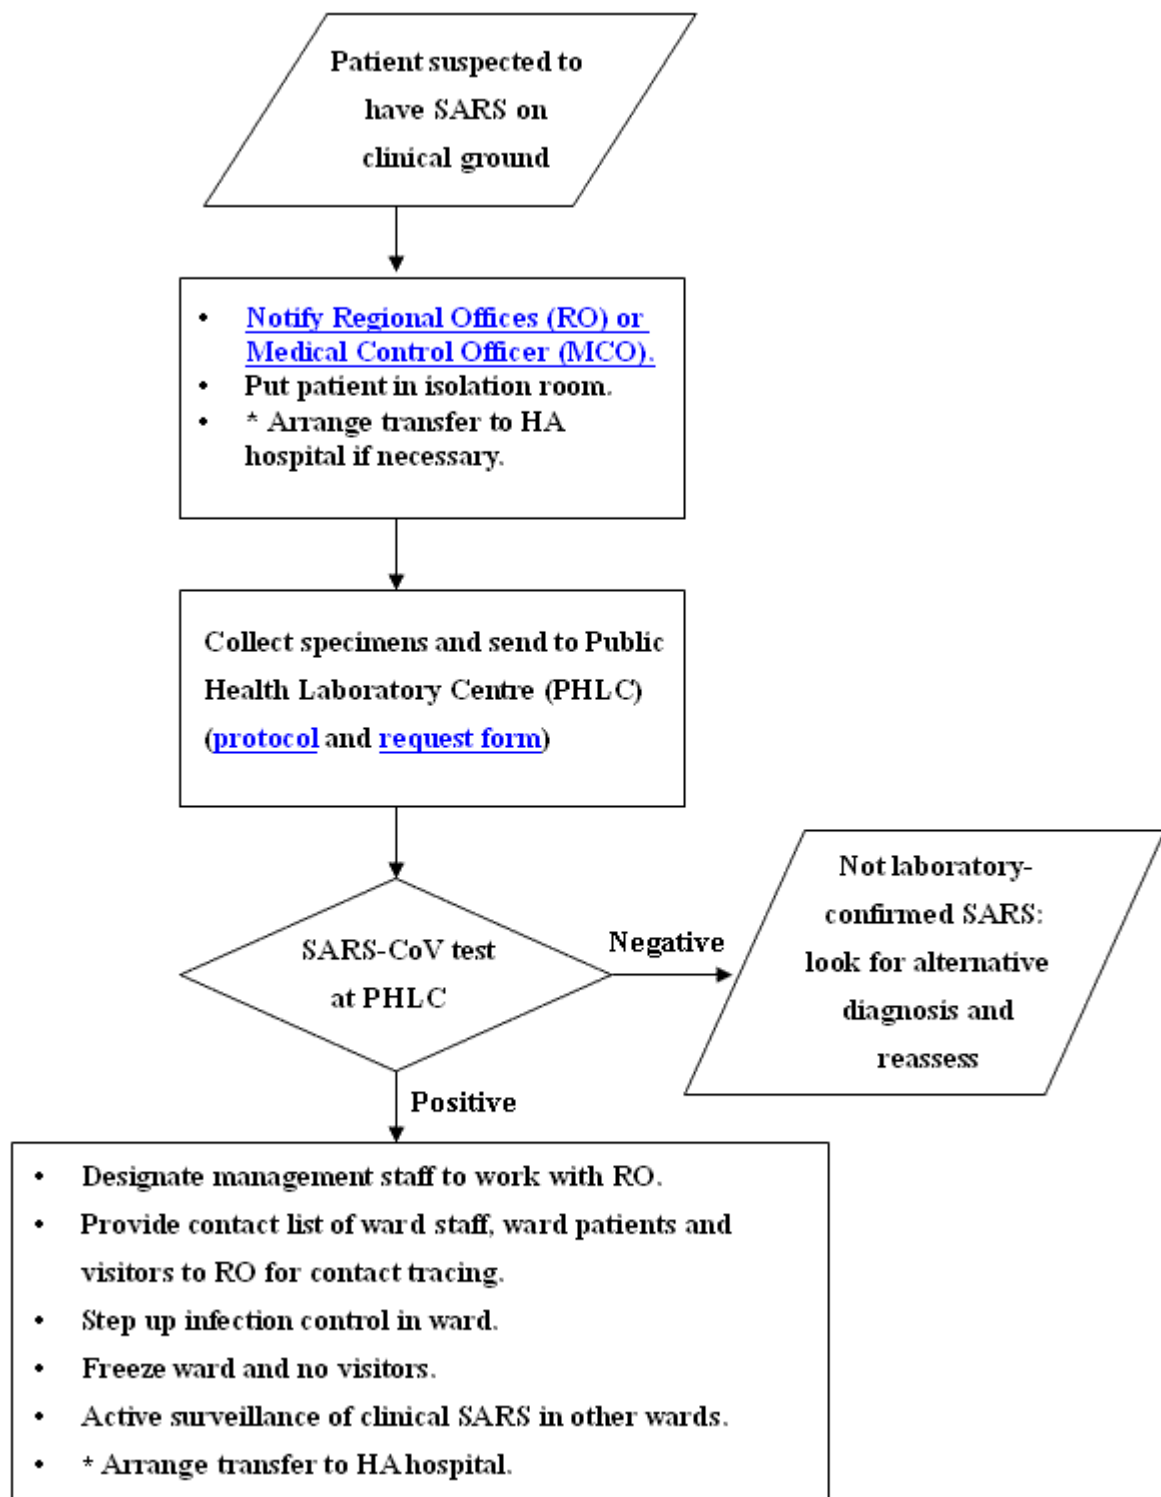 Patient suspected to
have SARS on
clinical ground
• Notify Regional Offices (RO) or
Medical Control Officer (MCO).
• Put patient in isolation room.
• * Arrange transfer to HA
hospital if necessary.
Collect specimens and send to Public
Health Laboratory Centre (PHLC)
(protocol and request form)
SARS-CoV test
at PHLC
Negative
Not laboratory-
confirmed SARS:
look for alternative
diagnosis and
reassess
Positive
• Designate management staff to work with RO.
• Provide contact list of ward staff, ward patients and
visitors to RO for contact tracing.
• Step up infection control in ward.
• Freeze ward and no visitors.
• Active surveillance of clinical SARS in other wards.
• * Arrange transfer to HA hospital.